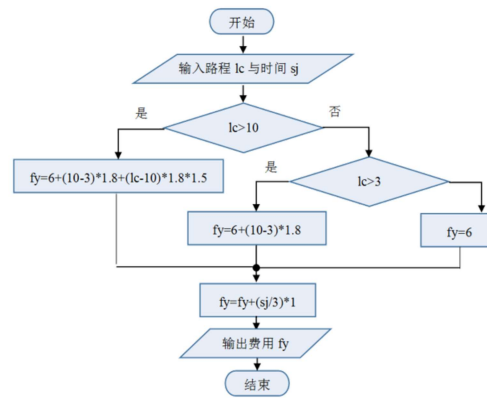 开始
输入路程 lc 与时间 sj
是
否
lc>10
fy=6+(10-3)*1.8+(lc-10)*1.8*1.5
是
lc>3
fy=6+(10-3)*1.8
fy=6
fy=fy+(sj/3)*1
输出费用 fy
结束